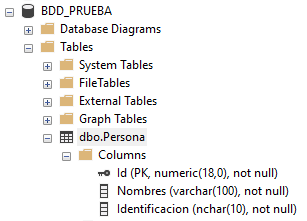 BDD_PRUEBA
Database Diagrams
Tables
System Tables
FileTables
External Tables
Graph Tables
dbo.Persona
Columns
Id (PK, numeric(18,0), not null)
Nombres (varchar(100), not null)
Identificacion (nchar(10), not null)